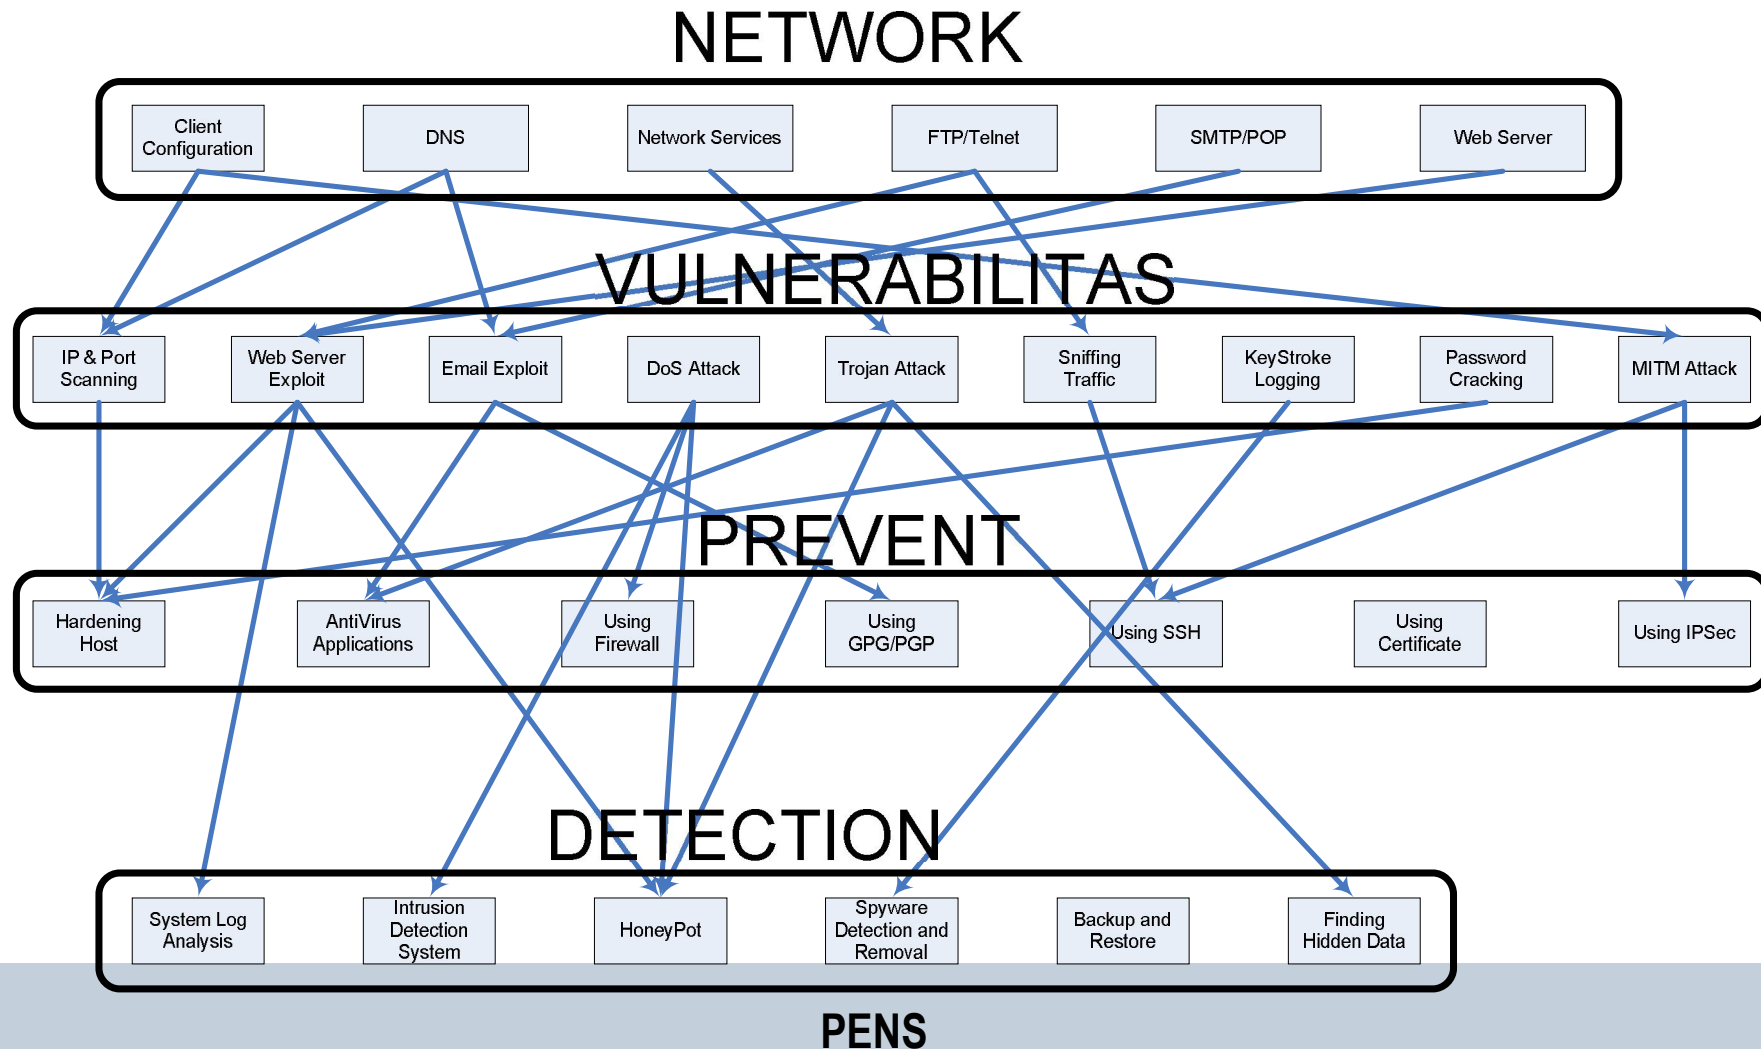 NETWORK
Client
Configuration
DNS
Network Services
FTP/Telnet
SMTP/POP
Web Server
VULNERABILITAS
IP & Port
Scanning
Web Server
Exploit
Email Exploit
DoS Attack
Trojan Attack
Sniffing
Traffic
KeyStroke
Logging
Password
Cracking
MITM Attack
PREVENT
Hardening
Host
AntiVirus
Applications
Using
Firewall
Using
GPG/PGP
Using SSH
Using
Certificate
Using IPSec
DETECTION
System Log
Analysis
Intrusion
Detection
System
HoneyPot
Spyware
Detection and
Removal
Backup and
Restore
Finding
Hidden Data
PENS